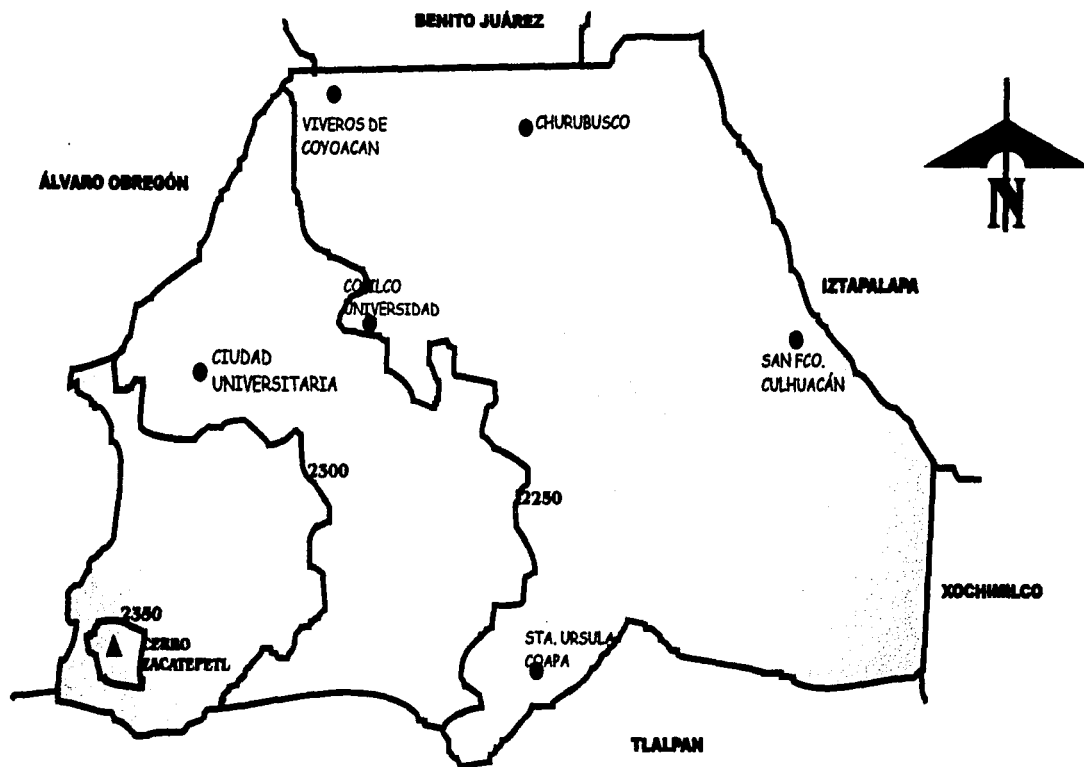 BENITO JUÁREZ
VIVEROS DE
COYOACAN
CHURUBUSCO
ÁLVARO OBREGÓN
N
IZTAPALAPA
COPILCO
UNIVERSIDAD
CIUDAD
UNIVERSITARIA
SAN FCO.
CULHUACÁN
2300
2250
XOCHIMILCO
2350
CERRO
ZACATEPETL
STA. URSULA
COAPA
TLALPAN